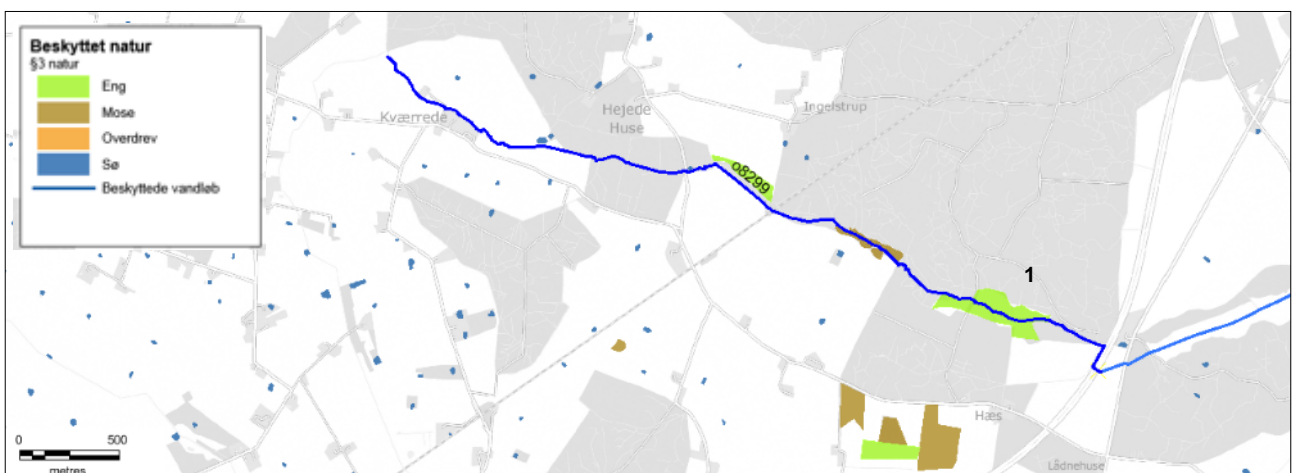 Beskyttet natur
§3 natur
Eng
Mose
Overdrev
Sø
Beskyttede vandløb
Kværrede
Hejede
Huse
Ingelstrup
o8299
1
Hæs
Lådnehuse
0 500
metres